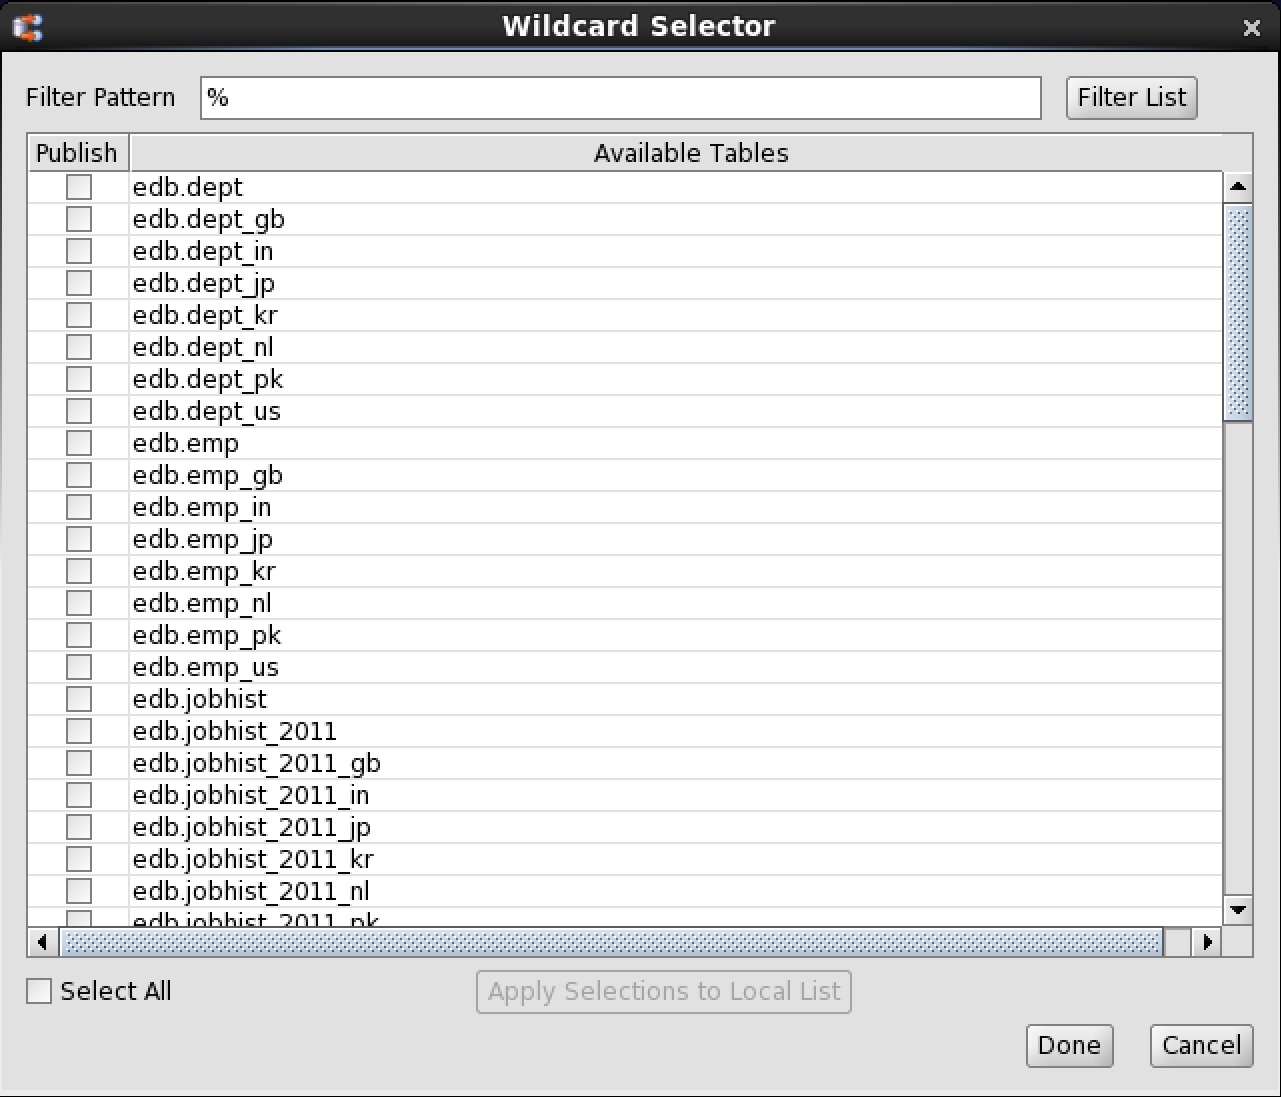 Wildcard Selector
Filter Pattern % Filter List
Publish Available Tables
edb.dept
edb.dept_gb
edb.dept_in
edb.dept_jp
edb.dept_kr
edb.dept_nl
edb.dept_pk
edb.dept_us
edb.emp
edb.emp_gb
edb.emp_in
edb.emp_jp
edb.emp_kr
edb.emp_nl
edb.emp_pk
edb.emp_us
edb.jobhist
edb.jobhist_2011
edb.jobhist_2011_gb
edb.jobhist_2011_in
edb.jobhist_2011_jp
edb.jobhist_2011_kr
edb.jobhist_2011_nl
edb.jobhist_2011_pk
Select All Apply Selections to Local List
Done Cancel